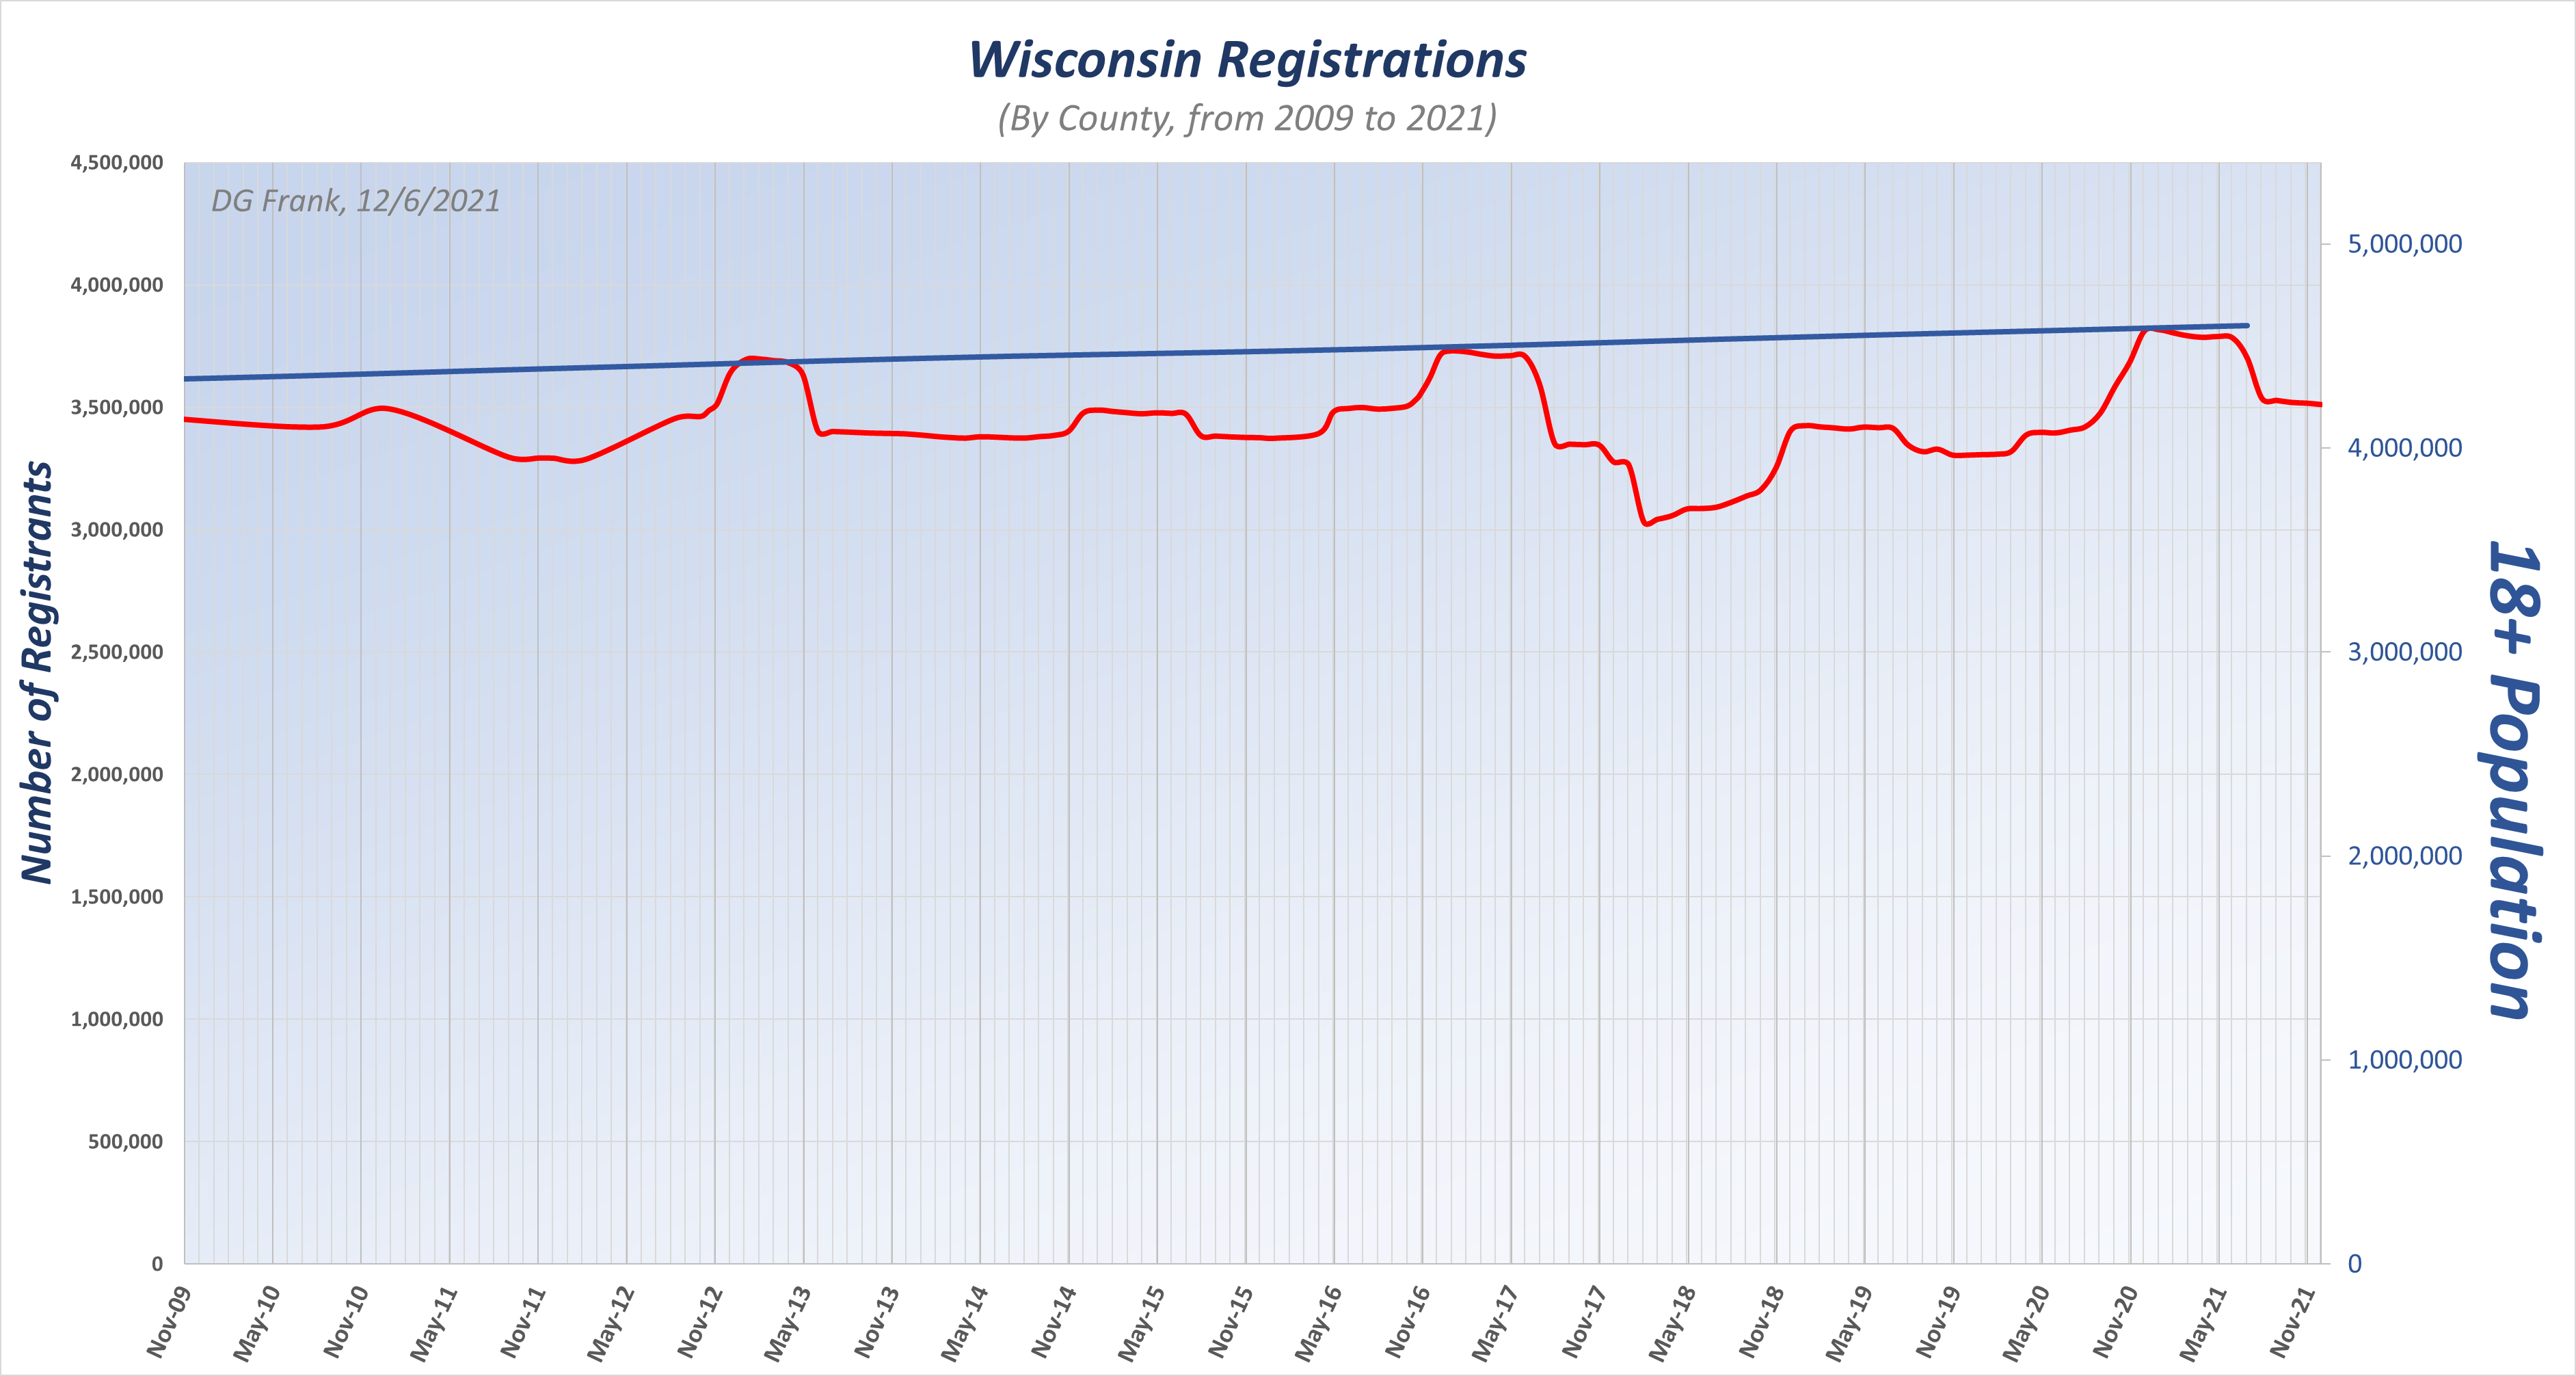 Wisconsin Registrations
(By County, from 2009 to 2021)
DG Frank, 12/6/2021
Number of Registrants
4,500,000
4,000,000
3,500,000
3,000,000
2,500,000
2,000,000
1,500,000
1,000,000
500,000
0
5,000,000
4,000,000
3,000,000
2,000,000
1,000,000
0
18+ Population
Nov-09
May-10
Nov-10
May-11
Nov-11
May-12
Nov-12
May-13
Nov-13
May-14
Nov-14
May-15
Nov-15
May-16
Nov-16
May-17
Nov-17
May-18
Nov-18
May-19
Nov-19
May-20
Nov-20
May-21
Nov-21